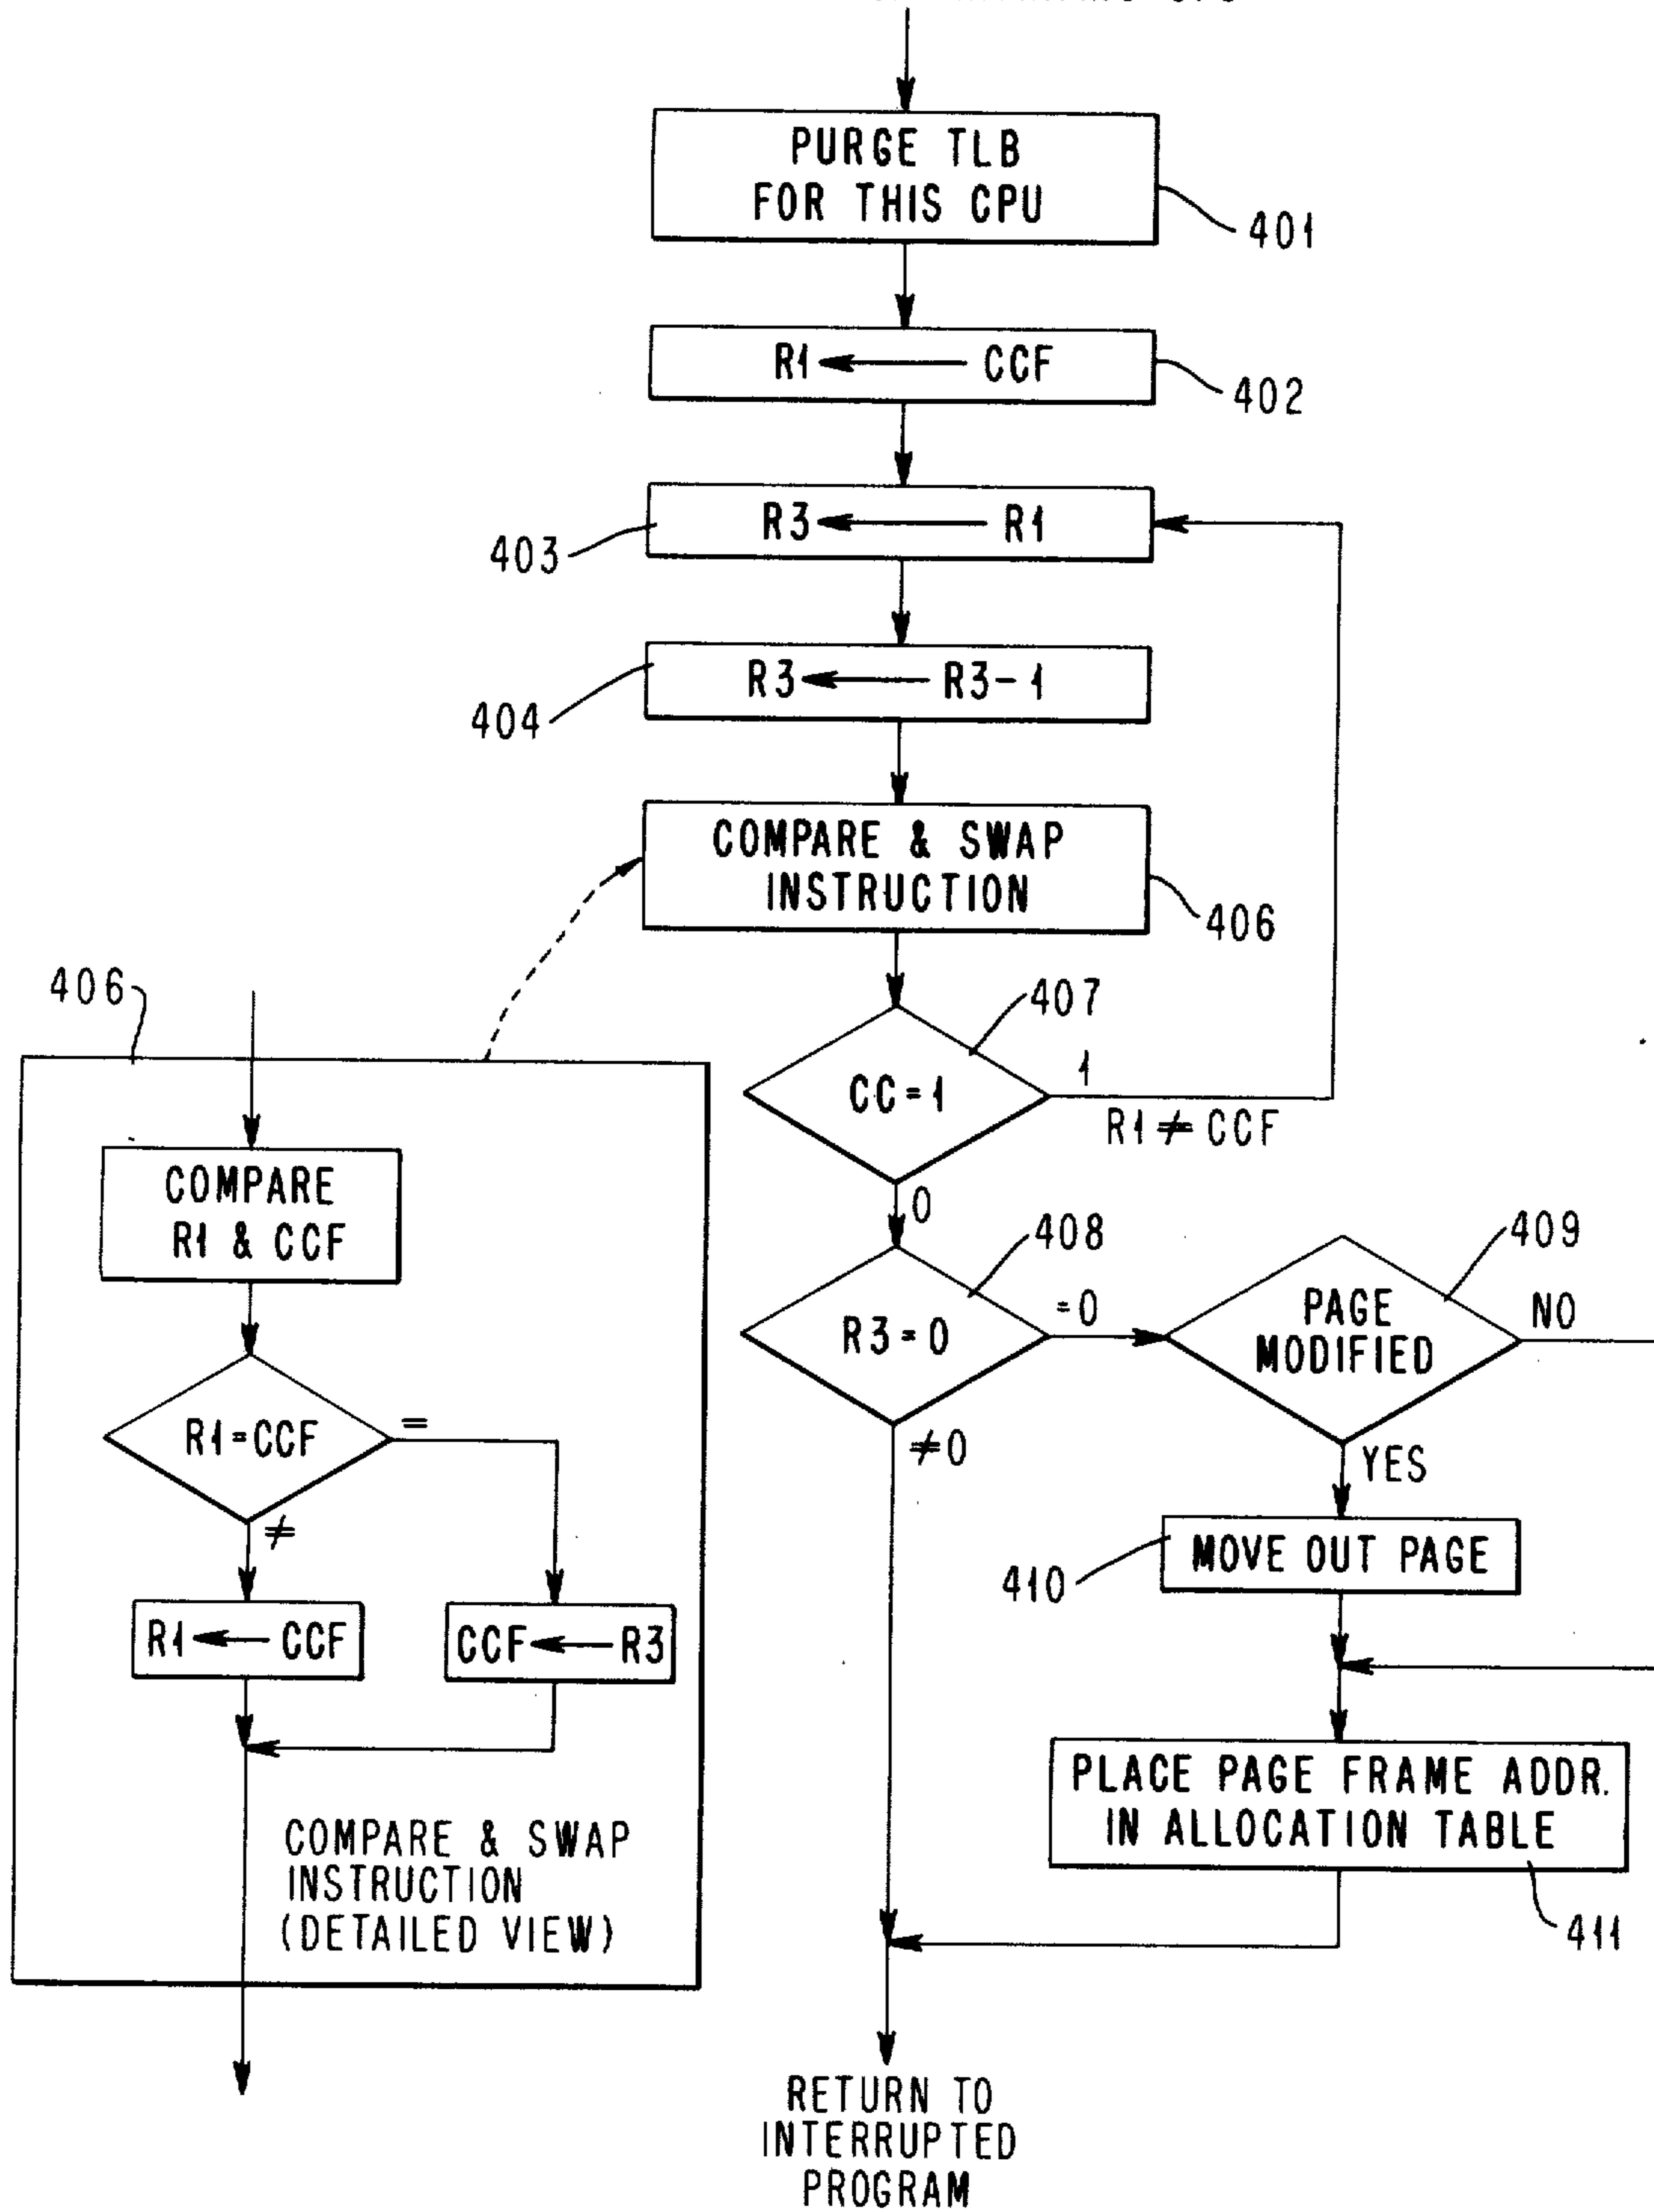 PURGE TLB
FOR THIS CPU
401
R1 ← CCF
402
R3 ← R1
403
R3 ← R3-1
404
COMPARE & SWAP
INSTRUCTION
406
406
407
CC=1
1
R1 ≠ CCF
0
COMPARE
R1 & CCF
408
R3=0
=0
≠0
409
PAGE
MODIFIED
NO
YES
R1=CCF
=
≠
410
MOVE OUT PAGE
R1 ← CCF
CCF ← R3
PLACE PAGE FRAME ADDR.
IN ALLOCATION TABLE
411
COMPARE & SWAP
INSTRUCTION
(DETAILED VIEW)
RETURN TO
INTERRUPTED
PROGRAM